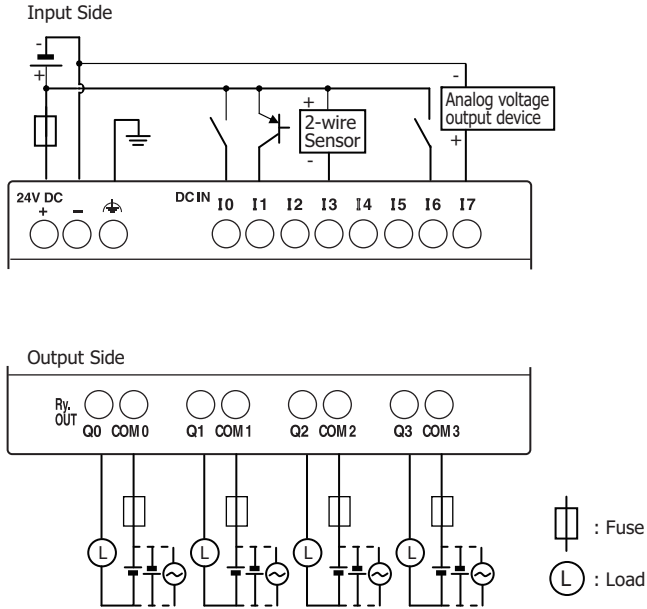 Input Side
-
+
-
+
2-wire
Sensor
-
Analog voltage
output device
+
24V DC
+ −
DC IN I0 I1 I2 I3 I4 I5 I6 I7
Output Side
Ry.
OUT
Q0 COM0 Q1 COM1 Q2 COM2 Q3 COM3
L L L L
: Fuse
L : Load